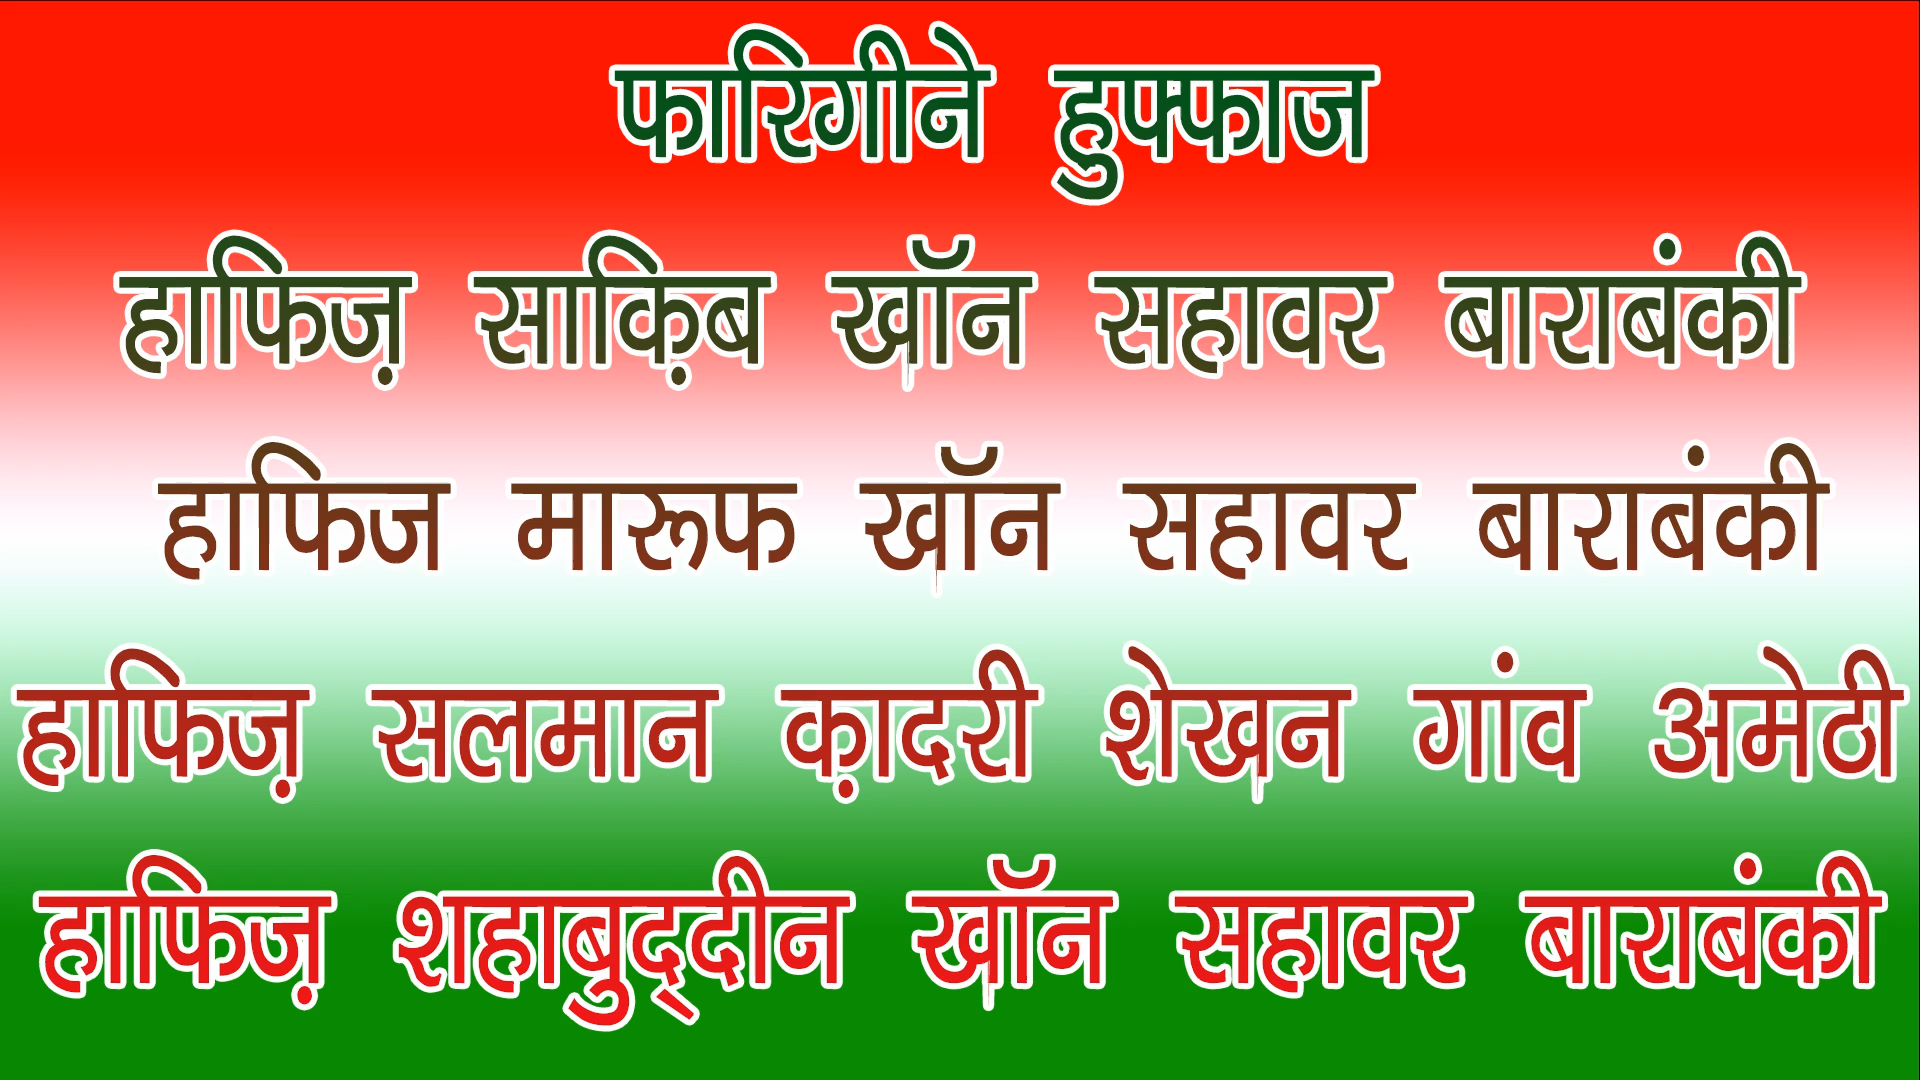 फारिगीने हुफ्फाज
हाफिज़ साक़िब खॉन सहावर बाराबंकी
हाफिज मारूफ खॉन सहावर बाराबंकी
हाफिज़ सलमान क़ादरी शेखन गांव अमेठी
हाफिज़ शहाबुद्दीन खॉन सहावर बाराबंकी